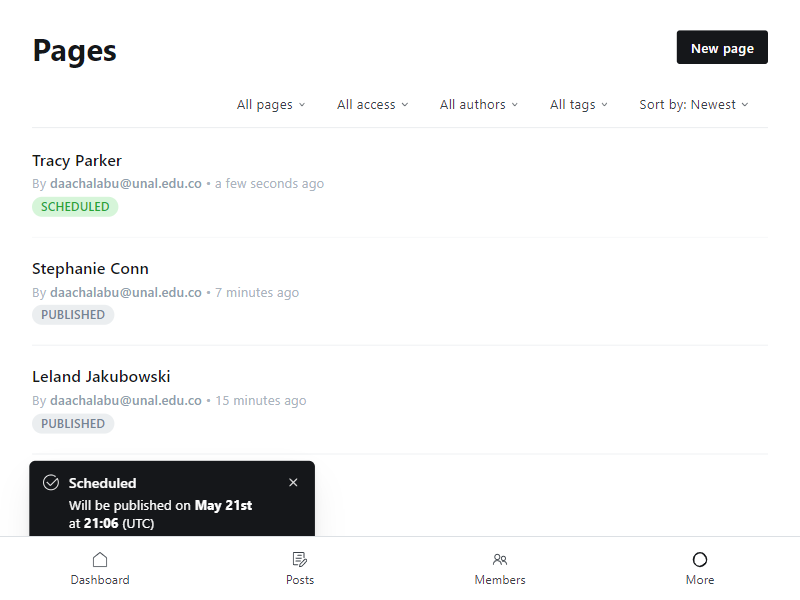 Pages
New page
All pages
All access
All authors
All tags
Sort by: Newest
Tracy Parker
By daachalabu@unal.edu.co • a few seconds ago
SCHEDULED
Stephanie Conn
By daachalabu@unal.edu.co • 7 minutes ago
PUBLISHED
Leland Jakubowski
By daachalabu@unal.edu.co • 15 minutes ago
PUBLISHED
Scheduled
Will be published on May 21st
at 21:06 (UTC)
Dashboard
Posts
Members
More